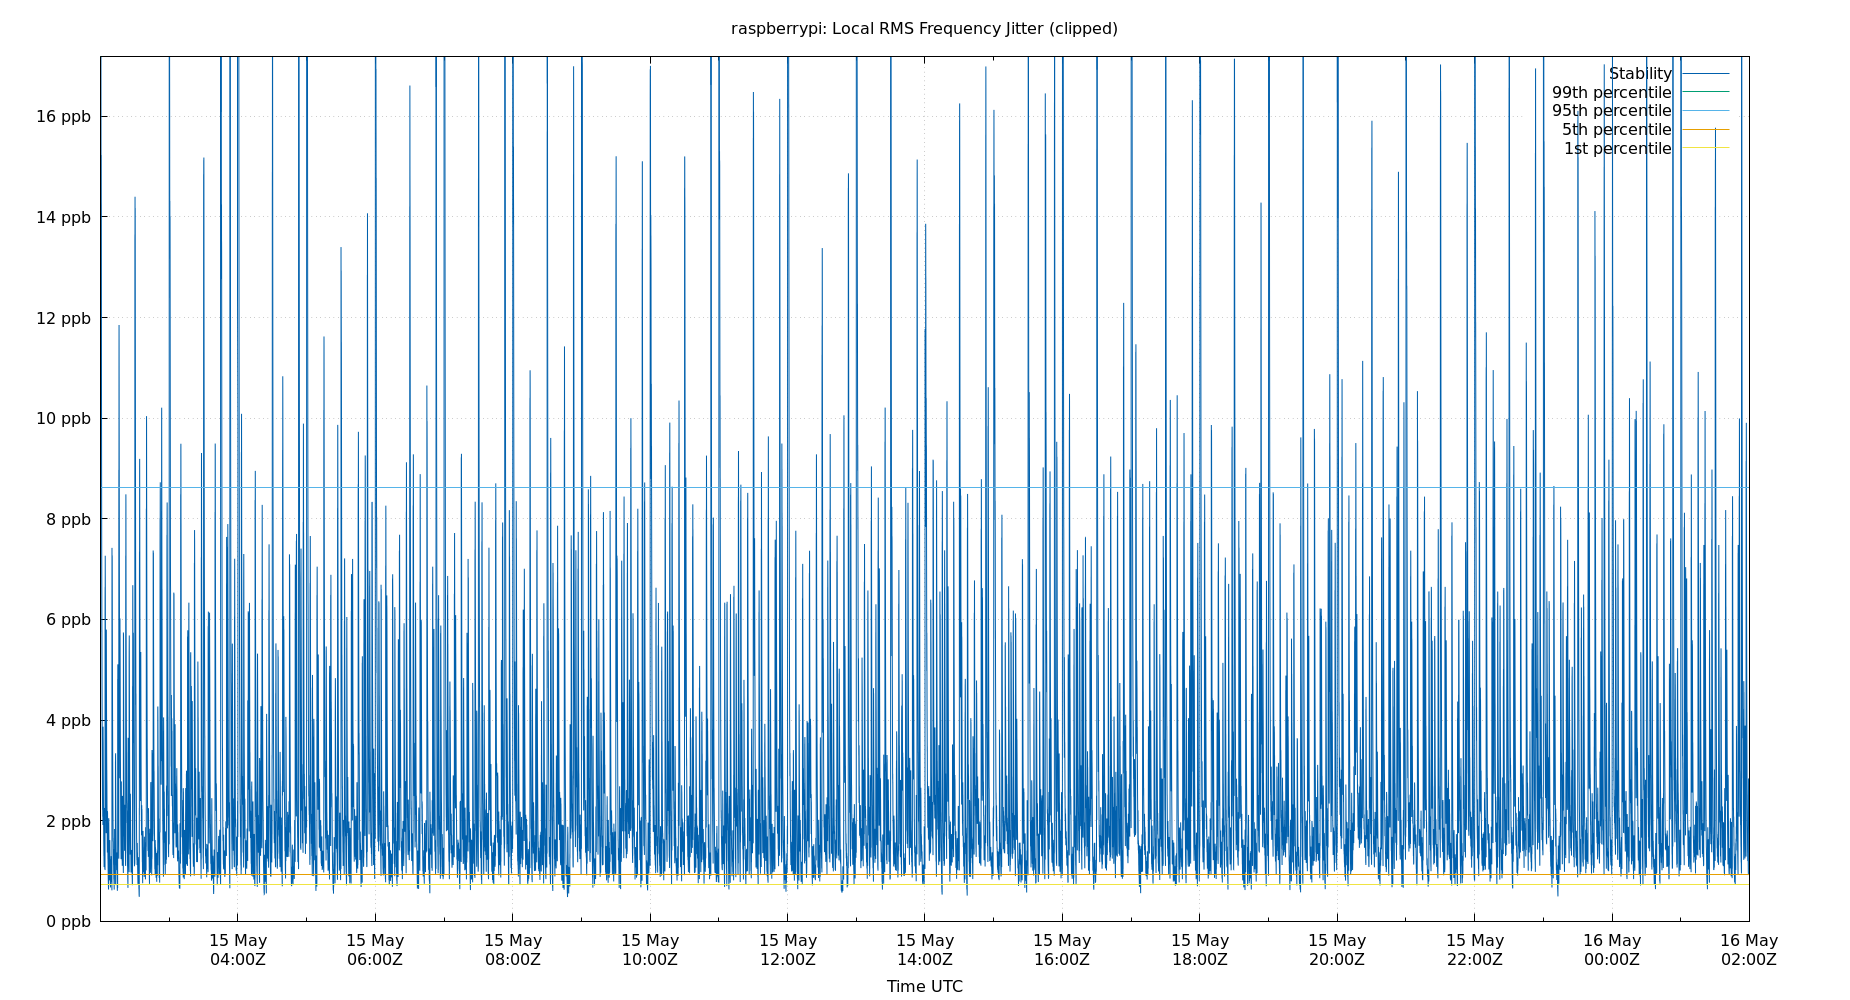 raspberrypi: Local RMS Frequency Jitter (clipped)
Stability
99th percentile
95th percentile
5th percentile
1st percentile
16 ppb
14 ppb
12 ppb
10 ppb
8 ppb
6 ppb
4 ppb
2 ppb
0 ppb
15 May 15 May 15 May 15 May 15 May 15 May 15 May 15 May 15 May 15 May 16 May 16 May
04:00Z 06:00Z 08:00Z 10:00Z 12:00Z 14:00Z 16:00Z 18:00Z 20:00Z 22:00Z 00:00Z 02:00Z
Time UTC